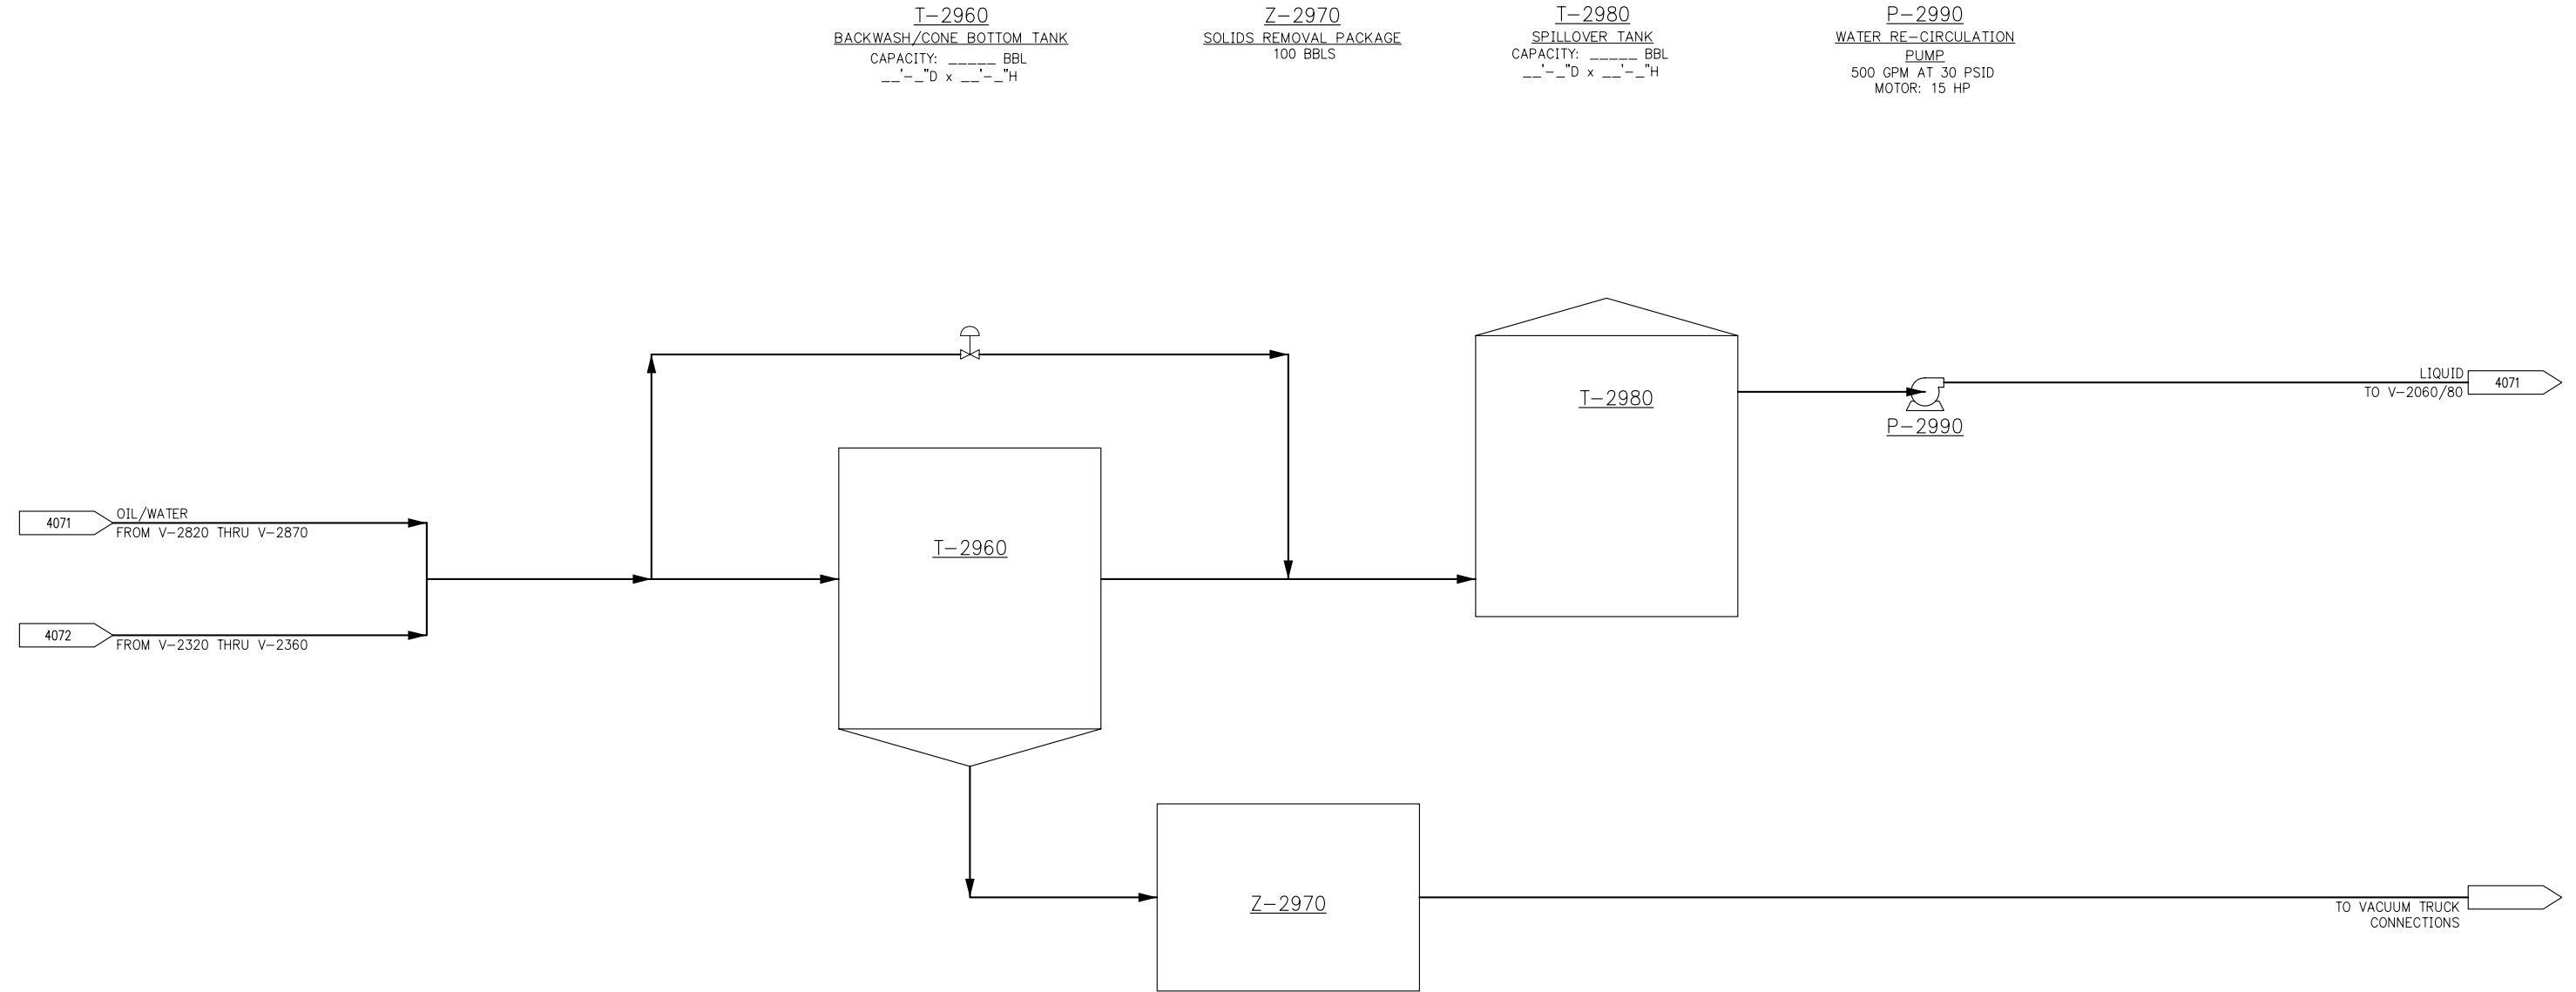 T-2960
BACKWASH/CONE BOTTOM TANK
CAPACITY: _____ BBL
__'-_"D x __'-_"H
Z-2970
SOLIDS REMOVAL PACKAGE
100 BBLS
T-2980
SPILLOVER TANK
CAPACITY: _____ BBL
__'-_"D x __'-_"H
P-2990
WATER RE-CIRCULATION
PUMP
500 GPM AT 30 PSID
MOTOR: 15 HP
T-2980
P-2990
LIQUID
TO V-2060/80
4071
4071
OIL/WATER
FROM V-2820 THRU V-2870
T-2960
4072
FROM V-2320 THRU V-2360
Z-2970
TO VACUUM TRUCK
CONNECTIONS